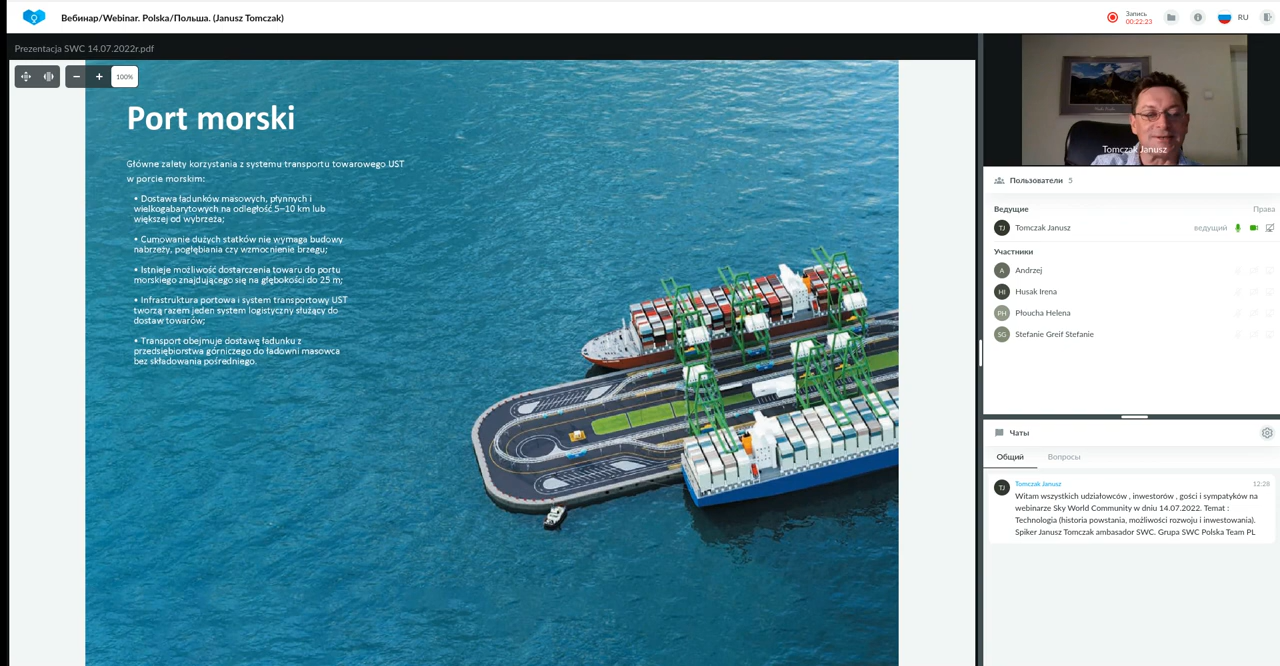 Вебинар/Webinar. Polska/Польша. (Janusz Tomczak)
Запись
00:22:23
RU
Prezentacja SWC 14.07.2022r.pdf
100%
Port morski
Główne zalety korzystania z systemu transportu towarowego UST
w porcie morskim:
• Dostawa ładunków masowych, płynnych i
wielkogabarytowych na odległość 5–10 km lub
większej od wybrzeża;
• Cumowanie dużych statków nie wymaga budowy
nabrzeży, pogłębiania czy wzmocnienie brzegu;
• Istnieje możliwość dostarczenia towaru do portu
morskiego znajdującego się na głębokości do 25 m;
• Infrastruktura portowa i system transportowy UST
tworzą razem jeden system logistyczny służący do
dostaw towarów;
• Transport obejmuje dostawę ładunku z
przedsiębiorstwa górniczego do ładowni masowca
bez składowania pośredniego.
Tomczak Janusz
Пользователи 5
Ведущие Права
TJ Tomczak Janusz ведущий
Участники
A Andrzej
HI Husak Irena
PH Płoucha Helena
SG Stefanie Greif Stefanie
Чаты
Общий Вопросы
TJ Tomczak Janusz 12:28
Witam wszystkich udziałowców , inwestorów , gości i sympatyków na
webinarze Sky World Community w dniu 14.07.2022. Temat :
Technologia (historia powstania, możliwości rozwoju i inwestowania).
Spiker Janusz Tomczak ambasador SWC. Grupa SWC Polska Team PL